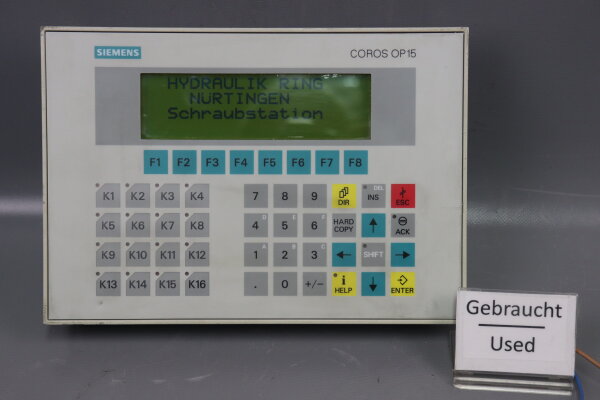 SIEMENS
COROS OP15
HYDRAULIK RING
NÜRTINGEN
Schraubstation
F1 F2 F3 F4 F5 F6 F7 F8
K1 K2 K3 K4 7 8 9 DIR DEL INS ESC
K5 K6 K7 K8 D 4 E 5 F 6 HARD COPY ACK
K9 K10 K11 K12 A 1 B 2 C 3 SHIFT
K13 K14 K15 K16 . 0 +/- i HELP ENTER
Gebraucht
Used